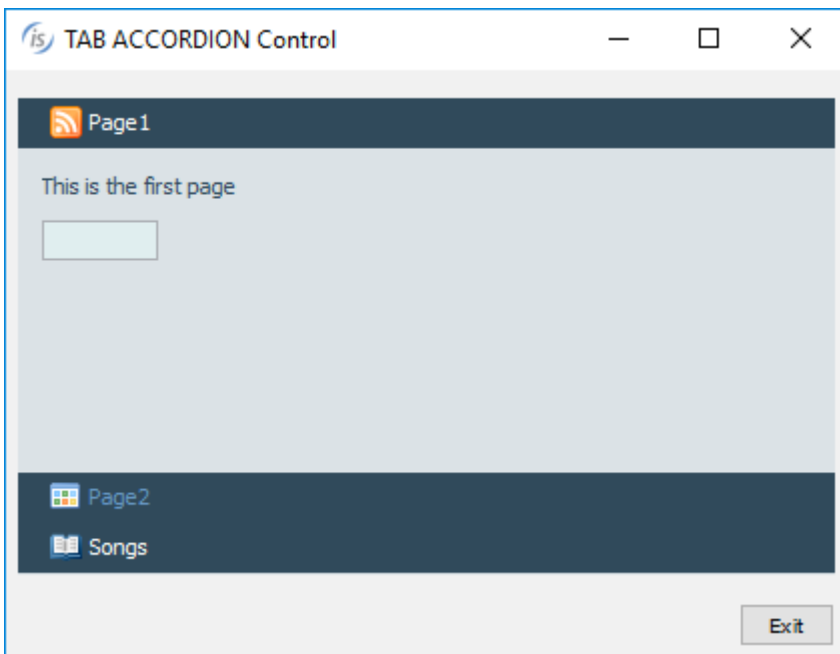 is TAB ACCORDION Control
Page1
This is the first page
Page2
Songs
Exit